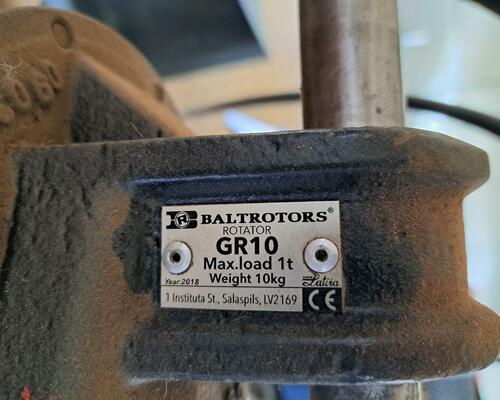 BALTROTORS®
ROTATOR
GR10
Max.load 1t
Weight 10kg
Year:2018
Latvia
1 Instituta St., Salaspils, LV2169
CE